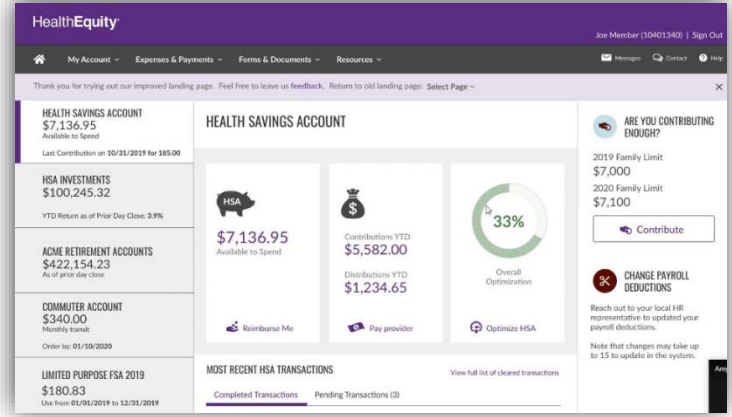 HealthEquity
Joe Member (10401340) | Sign Out
My Account Expenses & Payments Forms & Documents Resources Messages Contact Help
Thank you for trying out our improved landing page. Feel free to leave us feedback. Return to old landing page: Select Page
HEALTH SAVINGS ACCOUNT
$7,136.95
Available to Spend
Last Contribution on 10/31/2019 for 185.00
HSA INVESTMENTS
$100,245.32
YTD Return as of Prior Day Close: 3.9%
ACME RETIREMENT ACCOUNTS
$422,154.23
As of prior day close
COMMUTER ACCOUNT
$340.00
Monthly transit
Order by: 01/10/2020
LIMITED PURPOSE FSA 2019
$180.83
Use from 01/01/2019 to 12/31/2019
HEALTH SAVINGS ACCOUNT
HSA
$7,136.95
Available to Spend
Reimburse Me
$
Contributions YTD
$5,582.00
Distributions YTD
$1,234.65
Pay provider
33%
Overall
Optimization
Optimize HSA
MOST RECENT HSA TRANSACTIONS
View full list of cleared transactions
Completed Transactions Pending Transactions (3)
ARE YOU CONTRIBUTING
ENOUGH?
2019 Family Limit
$7,000
2020 Family Limit
$7,100
Contribute
CHANGE PAYROLL
DEDUCTIONS
Reach out to your local HR
representative to updated your
payroll deductions.
Note that changes may take up
to 15 to update in the system.
Amy